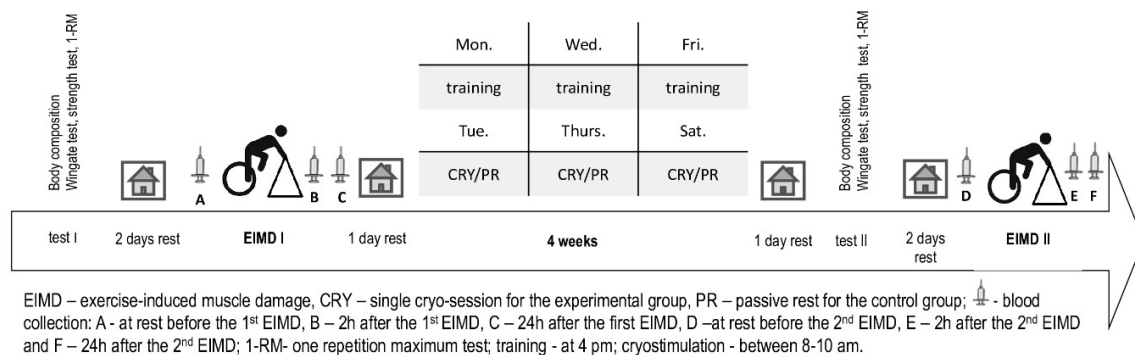 Body composition
Wingate test, strength test, 1-RM
Mon. Wed. Fri.
training training training
Tue. Thurs. Sat.
CRY/PR CRY/PR CRY/PR
Body composition
Wingate test, strength test, 1-RM
A B C D E F
test I 2 days rest EIMD I 1 day rest 4 weeks 1 day rest test II 2 days EIMD II
rest
EIMD – exercise-induced muscle damage, CRY – single cryo-session for the experimental group, PR – passive rest for the control group; - blood
collection: A - at rest before the 1st EIMD, B – 2h after the 1st EIMD, C – 24h after the first EIMD, D –at rest before the 2nd EIMD, E – 2h after the 2nd EIMD
and F – 24h after the 2nd EIMD; 1-RM- one repetition maximum test; training - at 4 pm; cryostimulation - between 8-10 am.